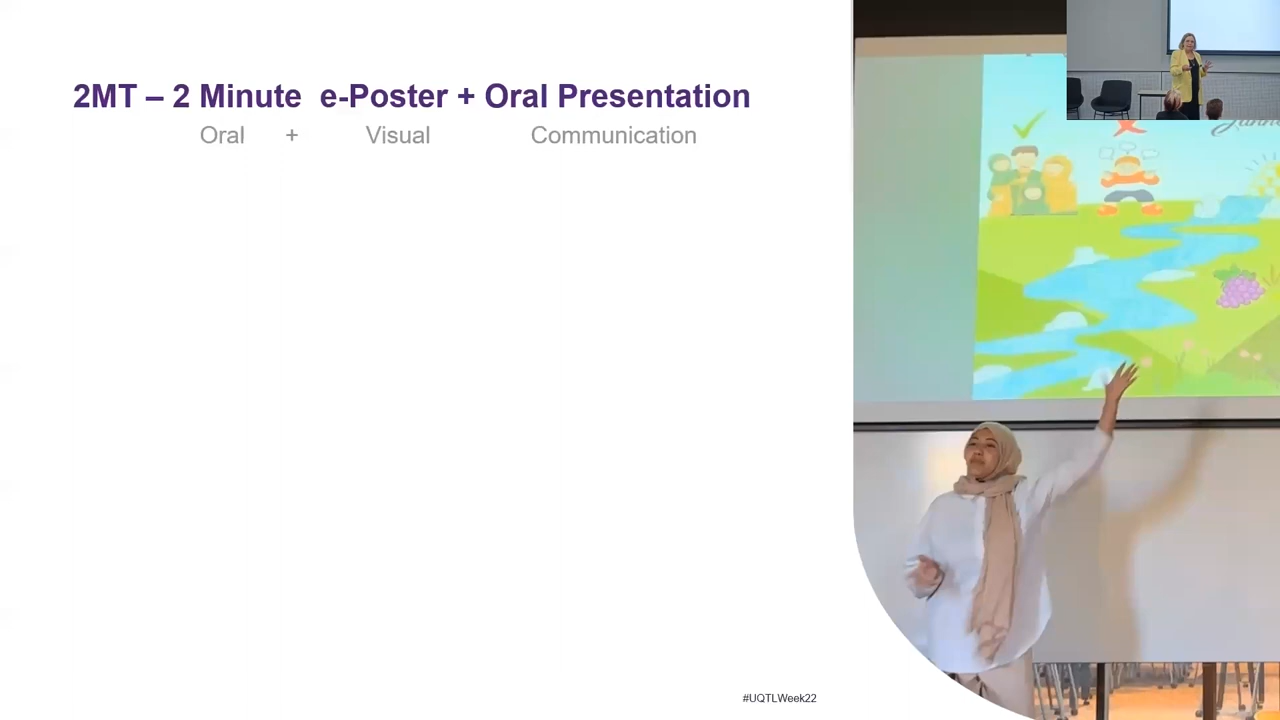 2MT – 2 Minute e-Poster + Oral Presentation
Oral + Visual Communication
#UQTLWeek22